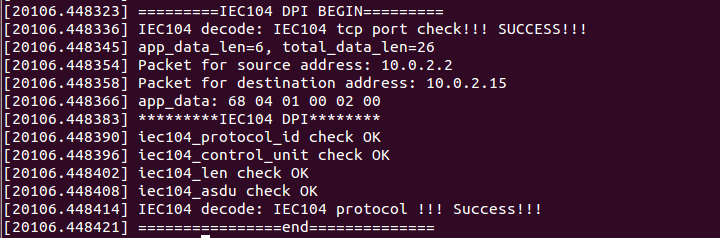 [20106.448323] =========IEC104 DPI BEGIN=========
[20106.448336] IEC104 decode: IEC104 tcp port check!!! SUCCESS!!!
[20106.448345] app_data_len=6, total_data_len=26
[20106.448354] Packet for source address: 10.0.2.2
[20106.448358] Packet for destination address: 10.0.2.15
[20106.448366] app_data: 68 04 01 00 02 00
[20106.448383] *********IEC104 DPI********
[20106.448390] iec104_protocol_id check OK
[20106.448396] iec104_control_unit check OK
[20106.448402] iec104_len check OK
[20106.448408] iec104_asdu check OK
[20106.448414] IEC104 decode: IEC104 protocol !!! Success!!!
[20106.448421] ================end==============